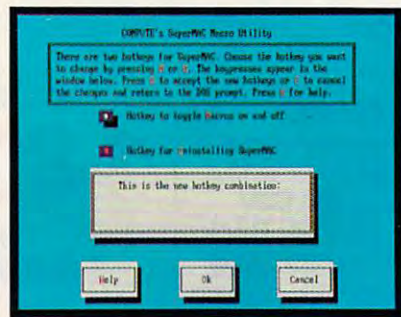 COMPUTE's SuperMAC Macro Utility
There are two hotkeys for SuperMAC. Choose the hotkey you want
to change by pressing or . The keypresses appear in the
window below. Press to accept the new hotkeys or to cancel
the changes and return to the DOS prompt. Press for help.
Hotkey to toggle macros on and off
Hotkey for uninstalling SuperMAC
This is the new hotkey combination:
Help
Ok
Cancel